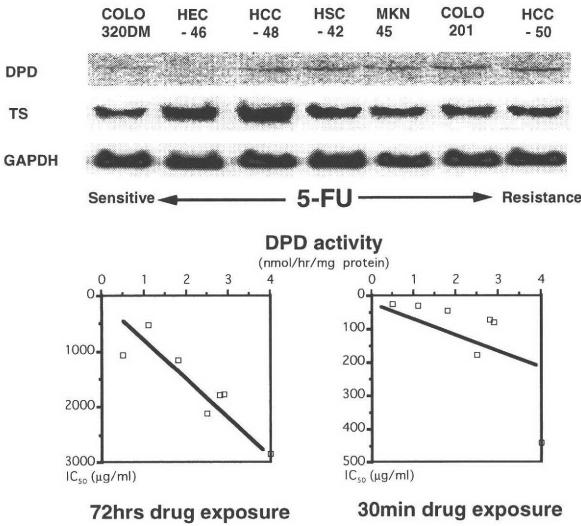 COLO HEC HCC HSC MKN COLO HCC
320DM - 46 - 48 - 42 45 201 - 50
DPD
TS
GAPDH
Sensitive 5-FU Resistance
DPD activity
(nmol/hr/mg protein)
0 1 2 3 4
0
1000
2000
3000
IC50 (μg/ml)
72hrs drug exposure
0 1 2 3 4
0
100
200
300
400
500
IC50 (μg/ml)
30min drug exposure